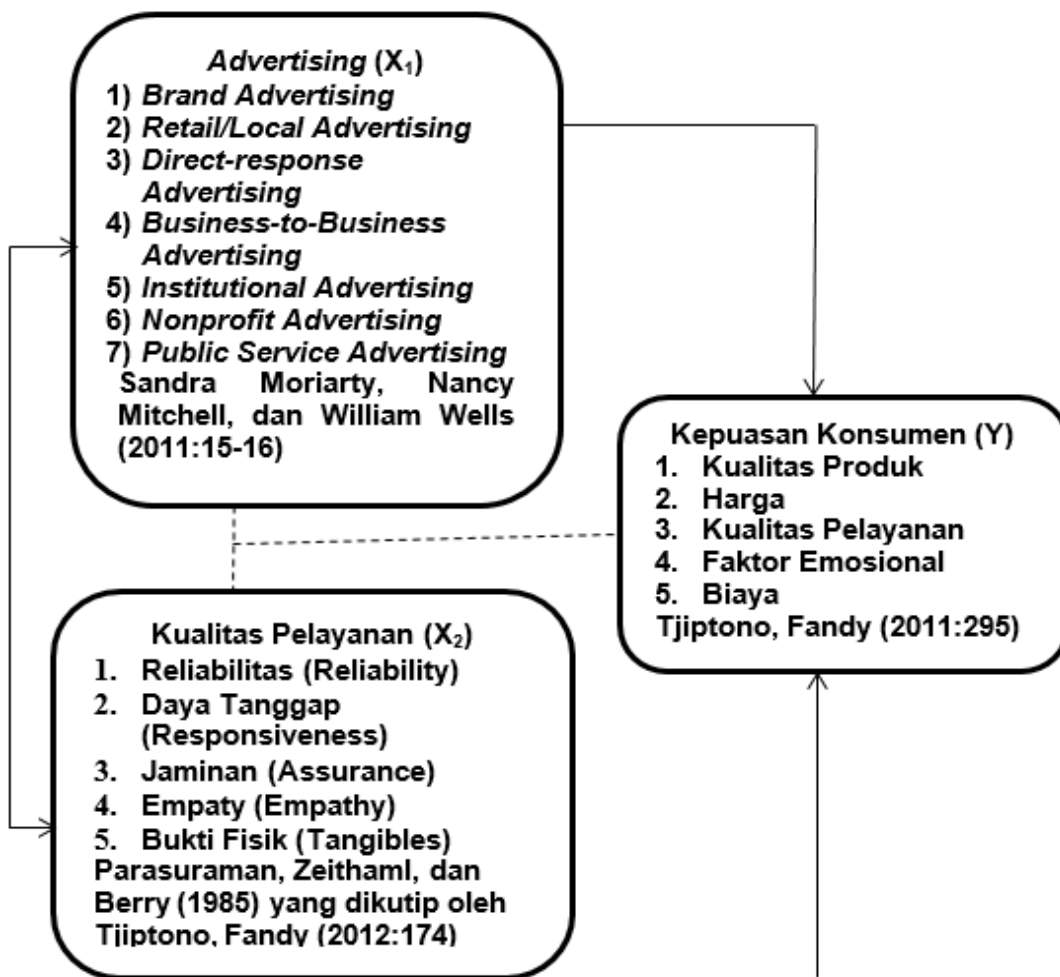 Advertising (X₁)
1) Brand Advertising
2) Retail/Local Advertising
3) Direct-response
Advertising
4) Business-to-Business
Advertising
5) Institutional Advertising
6) Nonprofit Advertising
7) Public Service Advertising
Sandra Moriarty, Nancy
Mitchell, dan William Wells
(2011:15-16)
Kepuasan Konsumen (Y)
1. Kualitas Produk
2. Harga
3. Kualitas Pelayanan
4. Faktor Emosional
5. Biaya
Tjiptono, Fandy (2011:295)
Kualitas Pelayanan (X₂)
1. Reliabilitas (Reliability)
2. Daya Tanggap
(Responsiveness)
3. Jaminan (Assurance)
4. Empaty (Empathy)
5. Bukti Fisik (Tangibles)
Parasuraman, Zeithaml, dan
Berry (1985) yang dikutip oleh
Tjiptono, Fandy (2012:174)